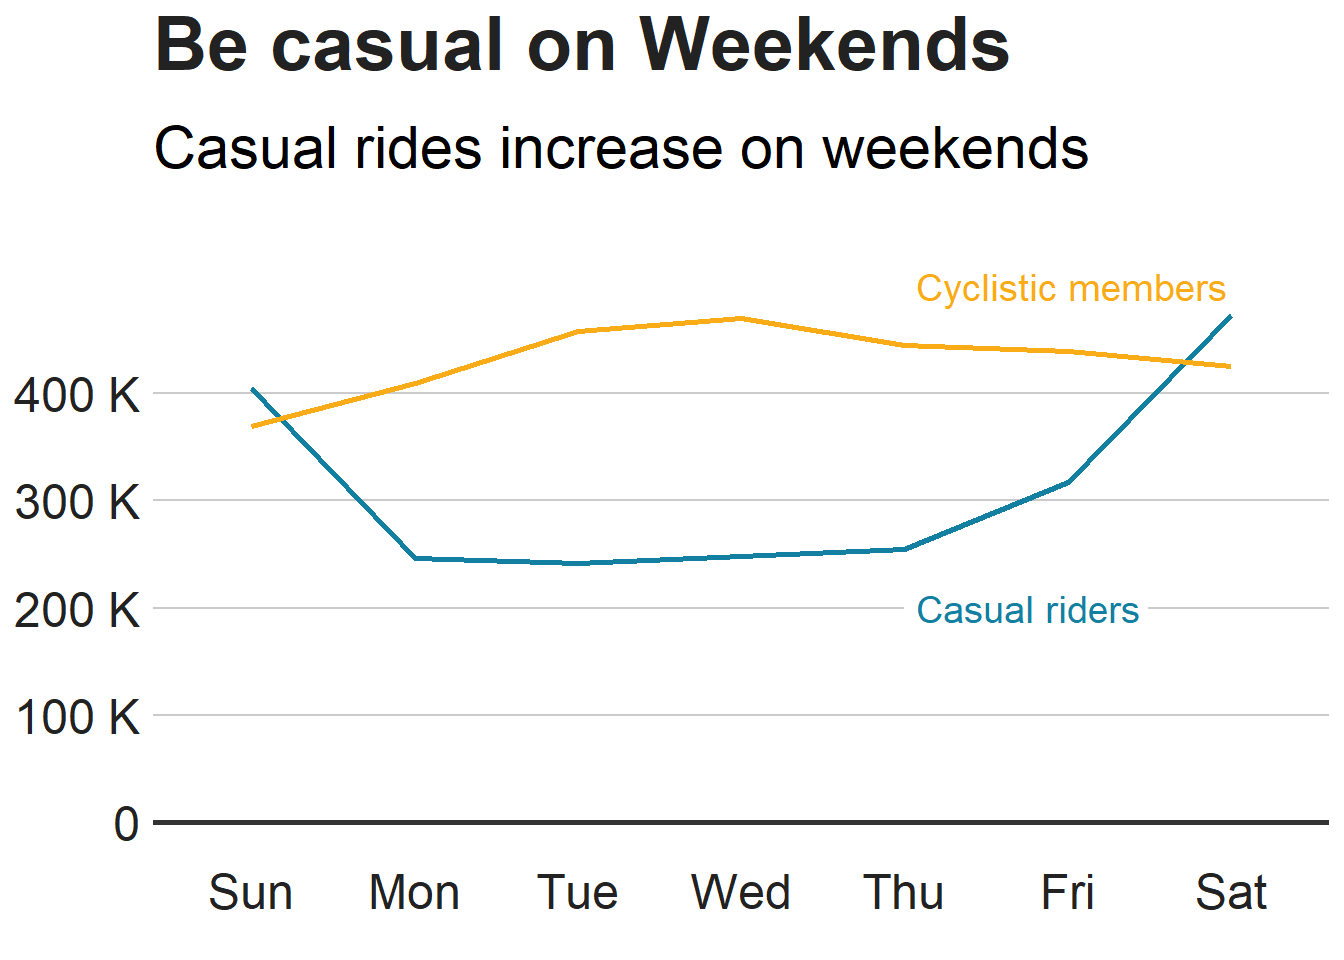 Be casual on Weekends
Casual rides increase on weekends
Cyclistic members
400 K
300 K
200 K
Casual riders
100 K
0
Sun Mon Tue Wed Thu Fri Sat